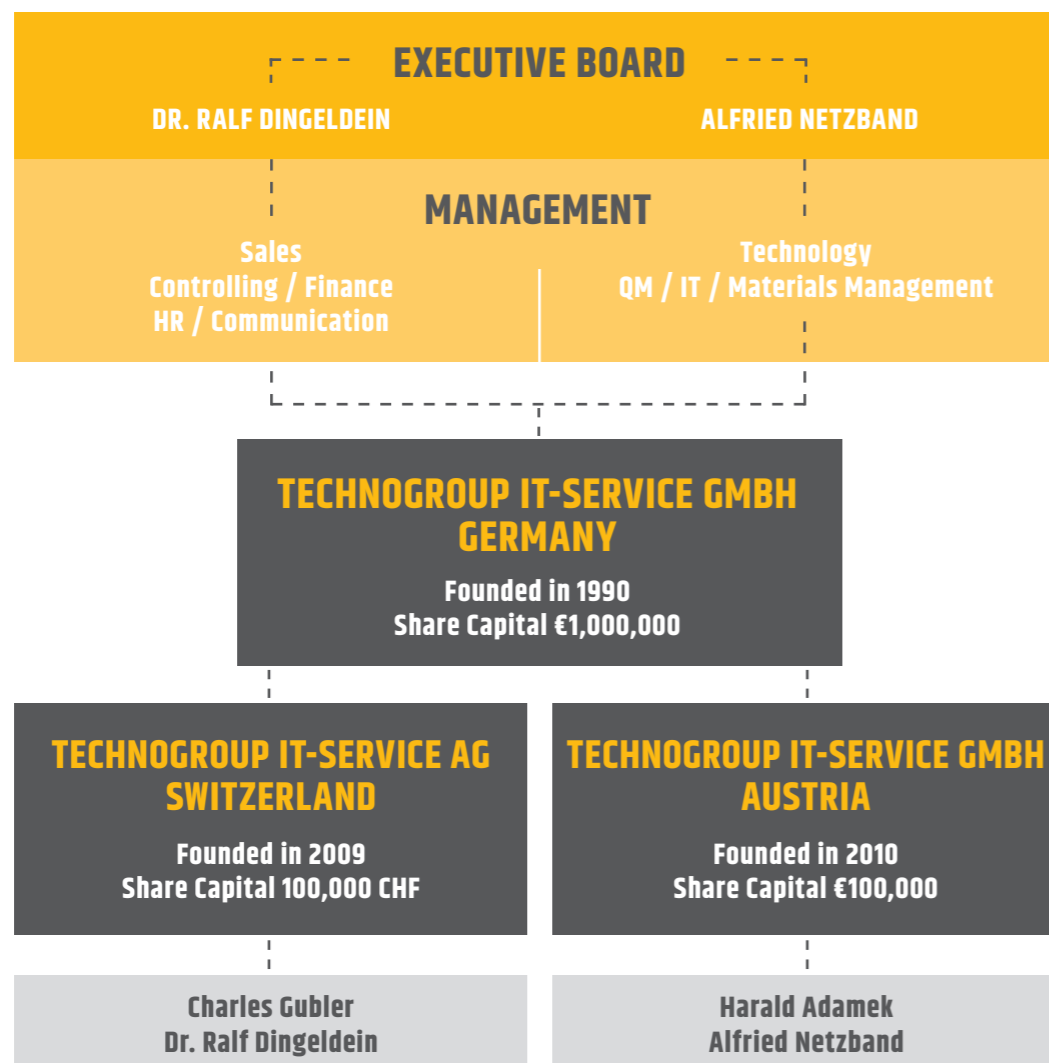 EXECUTIVE BOARD
DR. RALF DINGELDEIN
ALFRIED NETZBAND
MANAGEMENT
Sales
Controlling / Finance
HR / Communication
Technology
QM / IT / Materials Management
TECHNOGROUP IT-SERVICE GMBH
GERMANY
Founded in 1990
Share Capital €1,000,000
TECHNOGROUP IT-SERVICE AG
SWITZERLAND
Founded in 2009
Share Capital 100,000 CHF
TECHNOGROUP IT-SERVICE GMBH
AUSTRIA
Founded in 2010
Share Capital €100,000
Charles Gubler
Dr. Ralf Dingeldein
Harald Adamek
Alfried Netzband